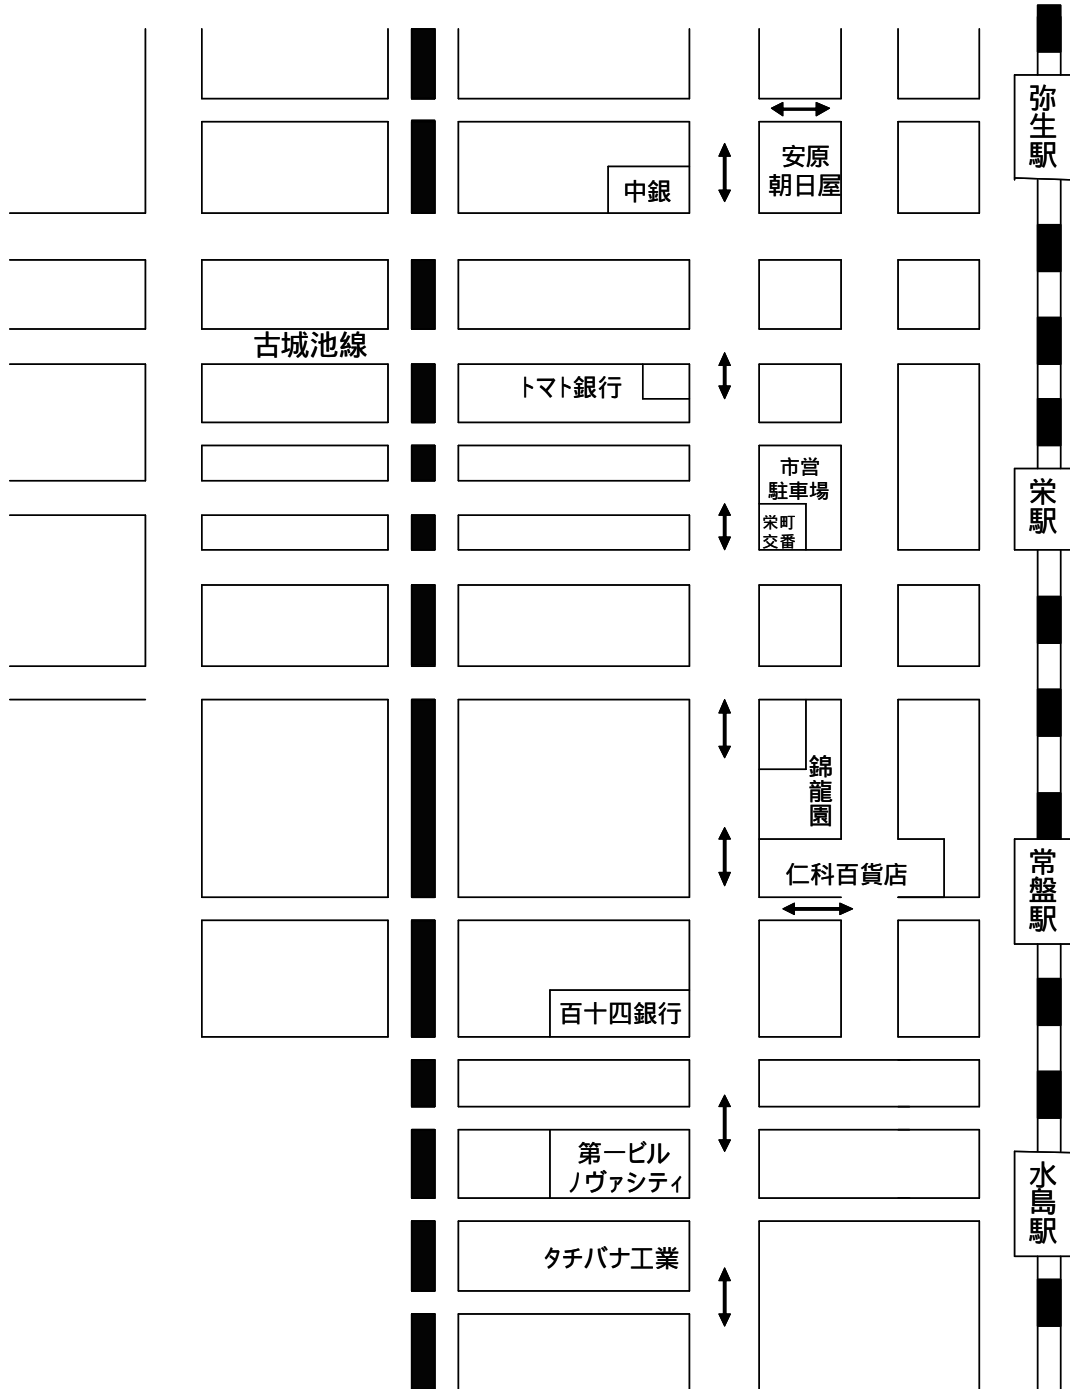 弥生駅
安原
朝日屋
中銀
古城池線
トマト銀行
市営
駐車場
栄町
交番
栄駅
錦龍園
仁科百貨店
常盤駅
百十四銀行
第一ビル
ノヴァシティ
水島駅
タチバナ工業